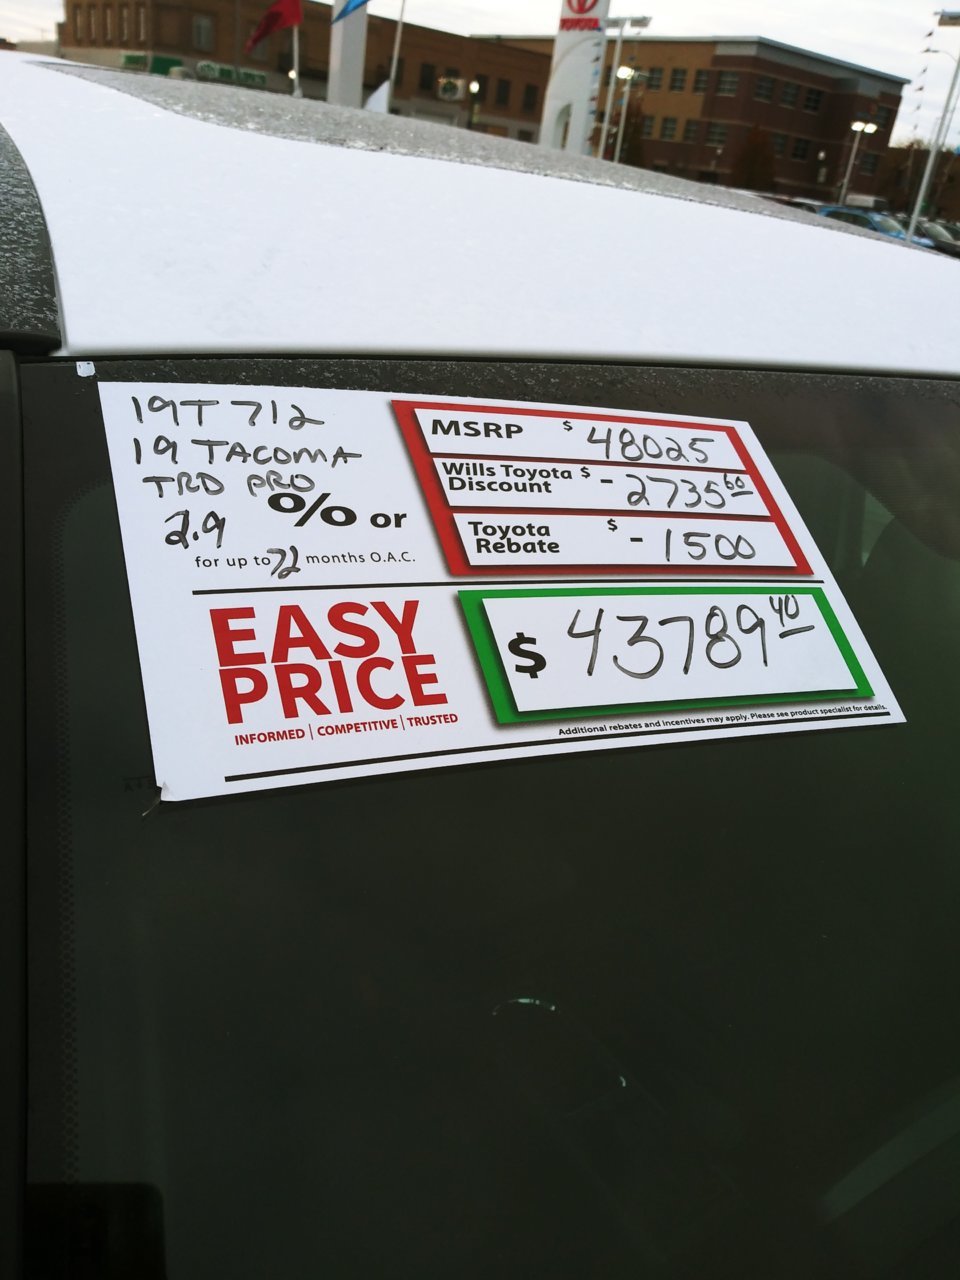 TOYOTA
19T 712
19 TACOMA
TRD PRO
2.9 % or
for up to 72 months O.A.C.
MSRP $ 48025
Wills Toyota $ - 2735 60
Discount
Toyota $ - 1500
Rebate
EASY
PRICE
INFORMED | COMPETITIVE | TRUSTED
$ 43789 40
Additional rebates and incentives may apply. Please see product specialist for details.